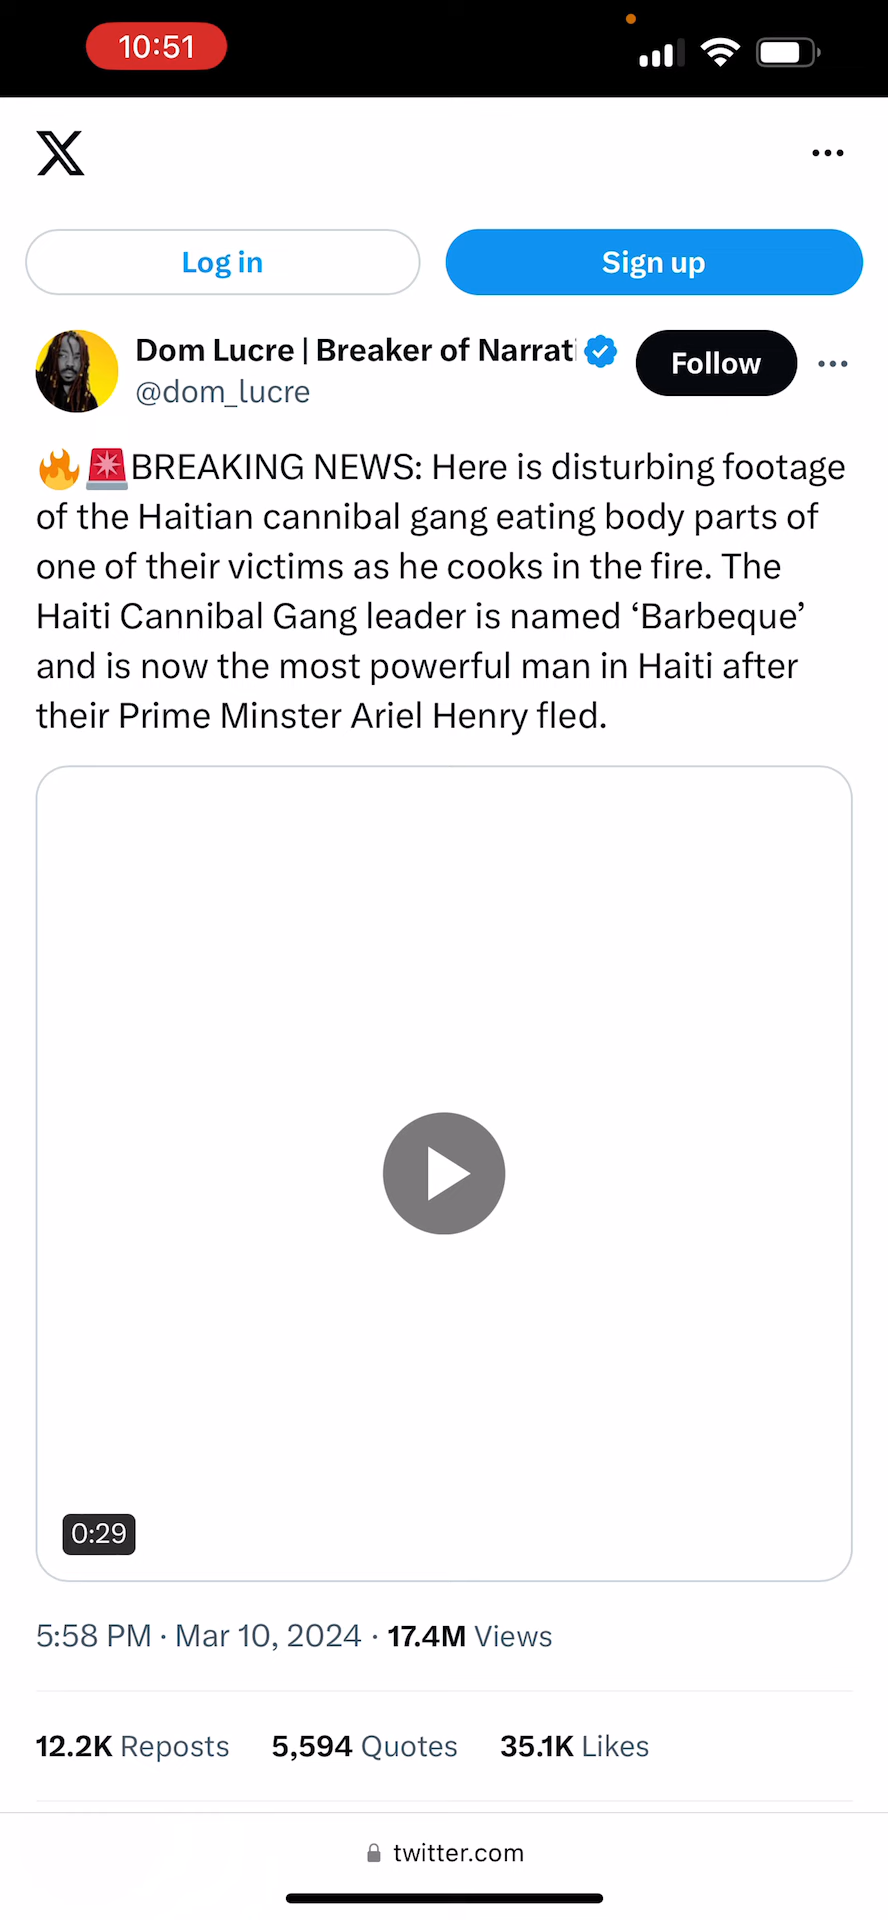 10:51
Log in
Sign up
Dom Lucre | Breaker of Narrati
Follow
@dom_lucre
🔥🚨BREAKING NEWS: Here is disturbing footage
of the Haitian cannibal gang eating body parts of
one of their victims as he cooks in the fire. The
Haiti Cannibal Gang leader is named ‘Barbeque’
and is now the most powerful man in Haiti after
their Prime Minster Ariel Henry fled.
0:29
5:58 PM · Mar 10, 2024 · 17.4M Views
12.2K Reposts 5,594 Quotes 35.1K Likes
twitter.com